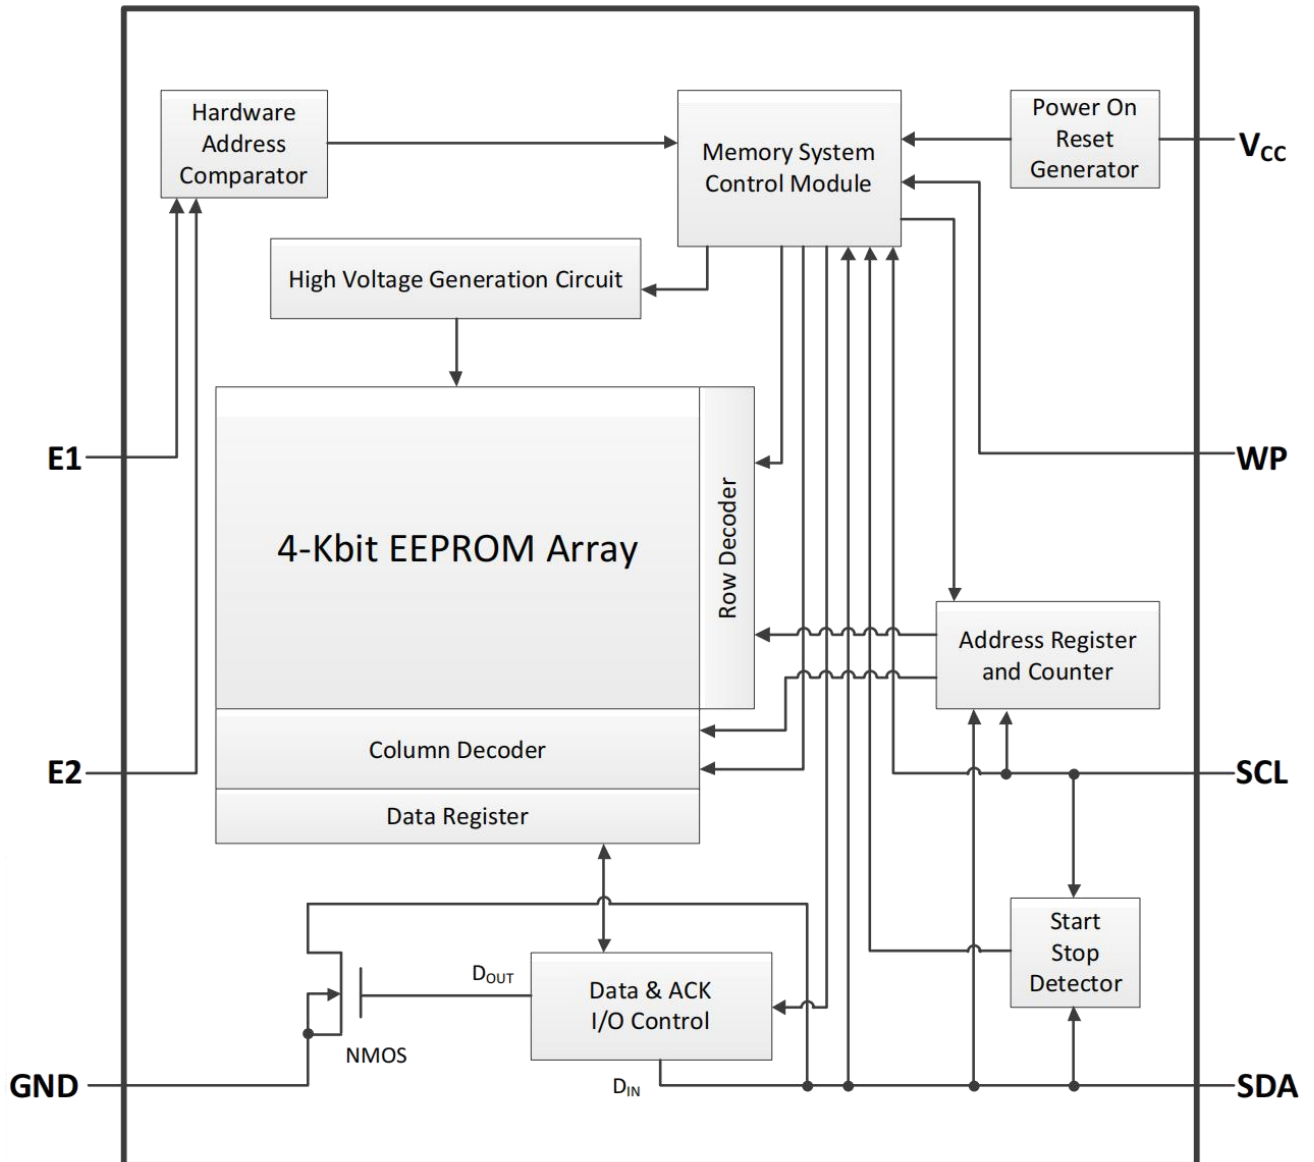 Hardware
Address
Comparator
Memory System
Control Module
Power On
Reset
Generator
VCC
High Voltage Generation Circuit
E1
WP
4-Kbit EEPROM Array
Row Decoder
Address Register
and Counter
Column Decoder
E2
SCL
Data Register
Start
Stop
Detector
DOUT
Data & ACK
I/O Control
NMOS
GND
DIN
SDA